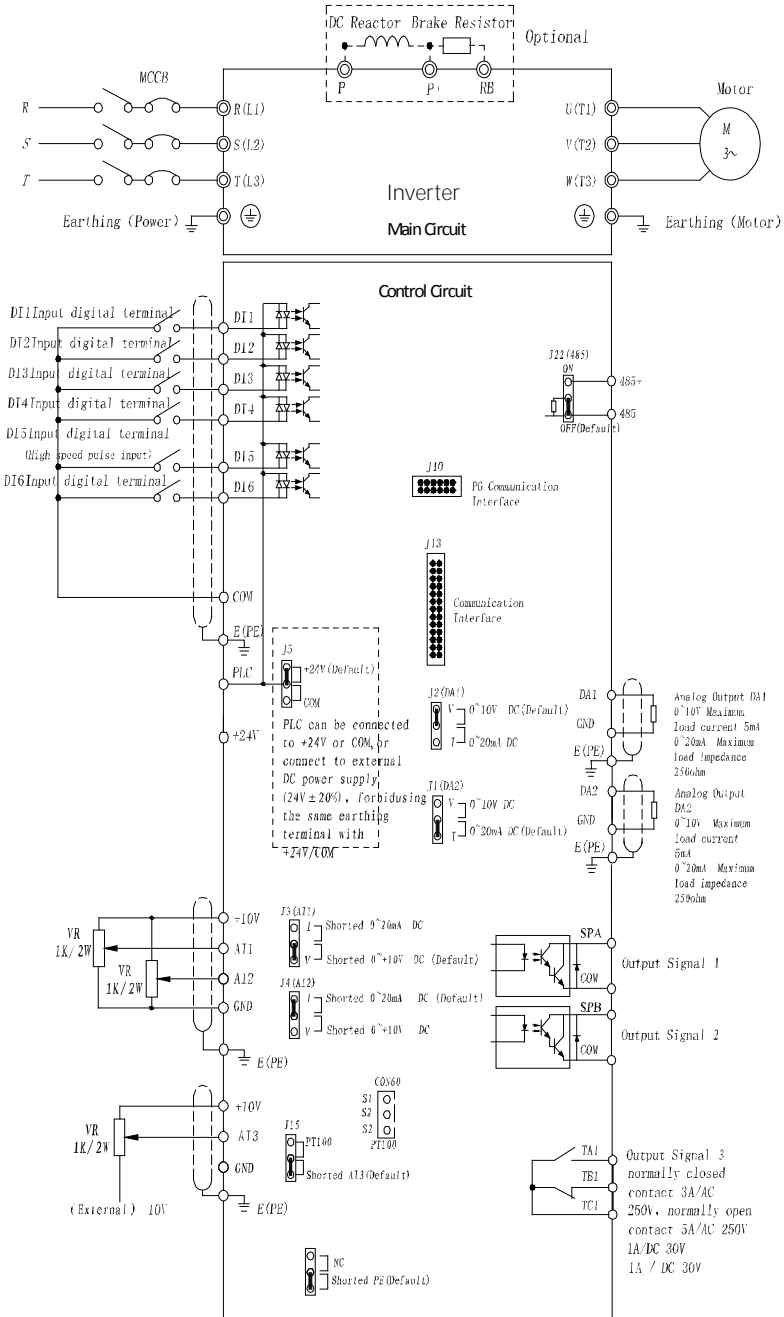 DC Reactor Brake Resistor
Optional
P
P
RB
MCCB
Motor
R
R(L1)
U(T1)
S
S(L2)
V(T2)
M
3~
T
T(L3)
W(T3)
Inverter
Earthing (Power)
Main Circuit
Earthing (Motor)
Control Circuit
DI1Input digital terminal
DI1
DI2Input digital terminal
DI2
DI3Input digital terminal
DI3
DI4Input digital terminal
DI4
DI5Input digital terminal
(High speed pulse input)
DI5
DI6Input digital terminal
DI6
J22(485)
ON
485+
485
OFF(Default)
J10
PG Communication
Interface
J13
Communication
Interface
COM
E(PE)
PLC
+24V
J5
+24V(Default)
COM
PLC can be connected
to +24V or COM,or
connect to external
DC power supply
(24V±20%), forbidusing
the same earthing
terminal with
+24V/COM
J2(DA1)
V
0~10V DC(Default)
I
0~20mA DC
J1(DA2)
V
0~10V DC
I
0~20mA DC(Default)
DA1
GND
E(PE)
Analog Output DA1
0~10V Maximum
load current 5mA
0~20mA Maximum
load impedance
250ohm
DA2
GND
E(PE)
Analog Output
DA2
0~10V Maximum
load current
5mA
0~20mA Maximum
load impedance
250ohm
+10V
VR
1K/2W
AI1
VR
1K/2W
AI2
GND
E(PE)
J3(AI1)
I
Shorted 0~20mA DC
V
Shorted 0~+10V DC (Default)
J4(AI2)
I
Shorted 0~20mA DC (Default)
V
Shorted 0~+10V DC
SPA
COM
Output Signal 1
SPB
COM
Output Signal 2
+10V
VR
1K/2W
AI3
GND
(External) 10V
E(PE)
J15
PT100
Shorted AI3(Default)
CON60
S1
S2
S2
PT100
TA1
TB1
TC1
Output Signal 3
normally closed
contact 3A/AC
250V, normally open
contact 5A/AC 250V
1A/DC 30V
1A / DC 30V
NC
Shorted PE(Default)